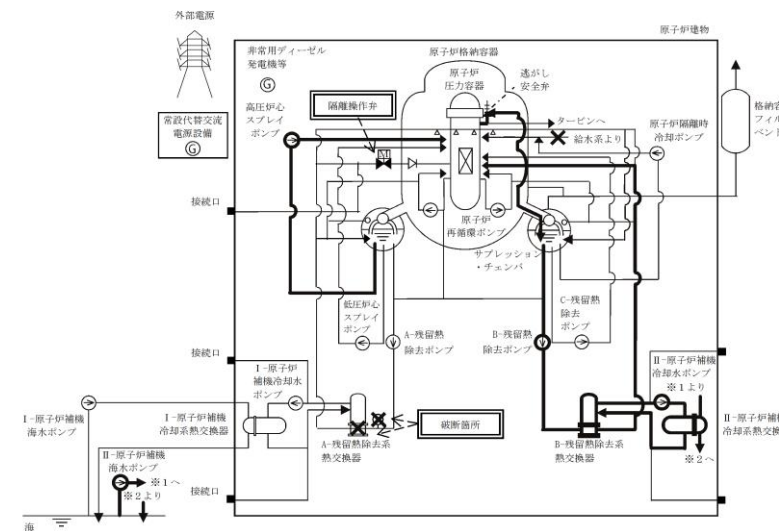 外部電源
原子炉建物
非常用ディーゼル
発電機等
G
原子炉格納容器
原子炉
圧力容器
逃がし
安全弁
隔離操作弁
高圧炉心
スプレイ
ポンプ
常設代替交流
電源設備
G
タービンへ
給水系より
原子炉隔離時
冷却ポンプ
格納容
フィル
ベント
接続口
原子炉
再循環ポンプ
サプレッション
・チェンバ
低圧炉心
スプレイ
ポンプ
A-残留熱
除去ポンプ
B-残留熱
除去ポンプ
C-残留熱
除去
ポンプ
接続口
Ⅰ-原子炉
補機冷却水
ポンプ
Ⅱ-原子炉補機
冷却水ポンプ
※1より
Ⅰ-原子炉補機
海水ポンプ
Ⅰ-原子炉補機
冷却系熱交換器
破断箇所
A-残留熱除去系
熱交換器
B-残留熱除去系
熱交換器
Ⅱ-原子炉補機
冷却系熱交換
※2へ
Ⅱ-原子炉補機
海水ポンプ
※1へ
※2より
接続口
海